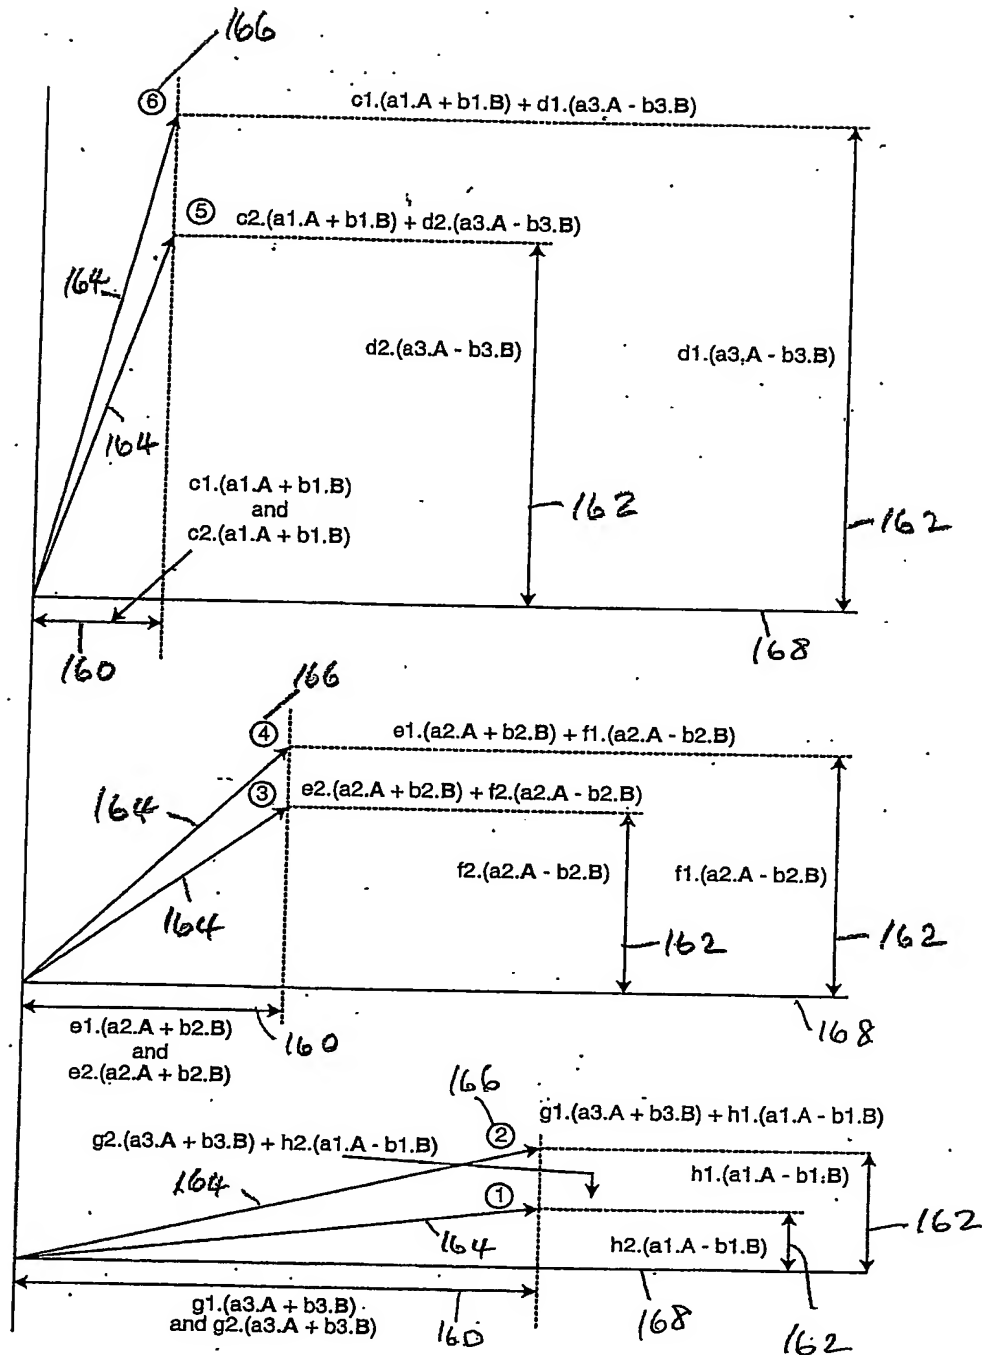 166
⑥
c1.(a1.A + b1.B) + d1.(a3.A - b3.B)
⑤
c2.(a1.A + b1.B) + d2.(a3.A - b3.B)
164
d2.(a3.A - b3.B)
d1.(a3.A - b3.B)
164
c1.(a1.A + b1.B)
and
c2.(a1.A + b1.B)
162
162
160
168
166
④
e1.(a2.A + b2.B) + f1.(a2.A - b2.B)
③
e2.(a2.A + b2.B) + f2.(a2.A - b2.B)
164
f2.(a2.A - b2.B)
f1.(a2.A - b2.B)
164
162
162
e1.(a2.A + b2.B)
and
e2.(a2.A + b2.B)
160
168
166
g1.(a3.A + b3.B) + h1.(a1.A - b1.B)
②
g2.(a3.A + b3.B) + h2.(a1.A - b1.B)
h1.(a1.A - b1.B)
164
①
164
h2.(a1.A - b1.B)
162
g1.(a3.A + b3.B)
and g2.(a3.A + b3.B)
160
168
162